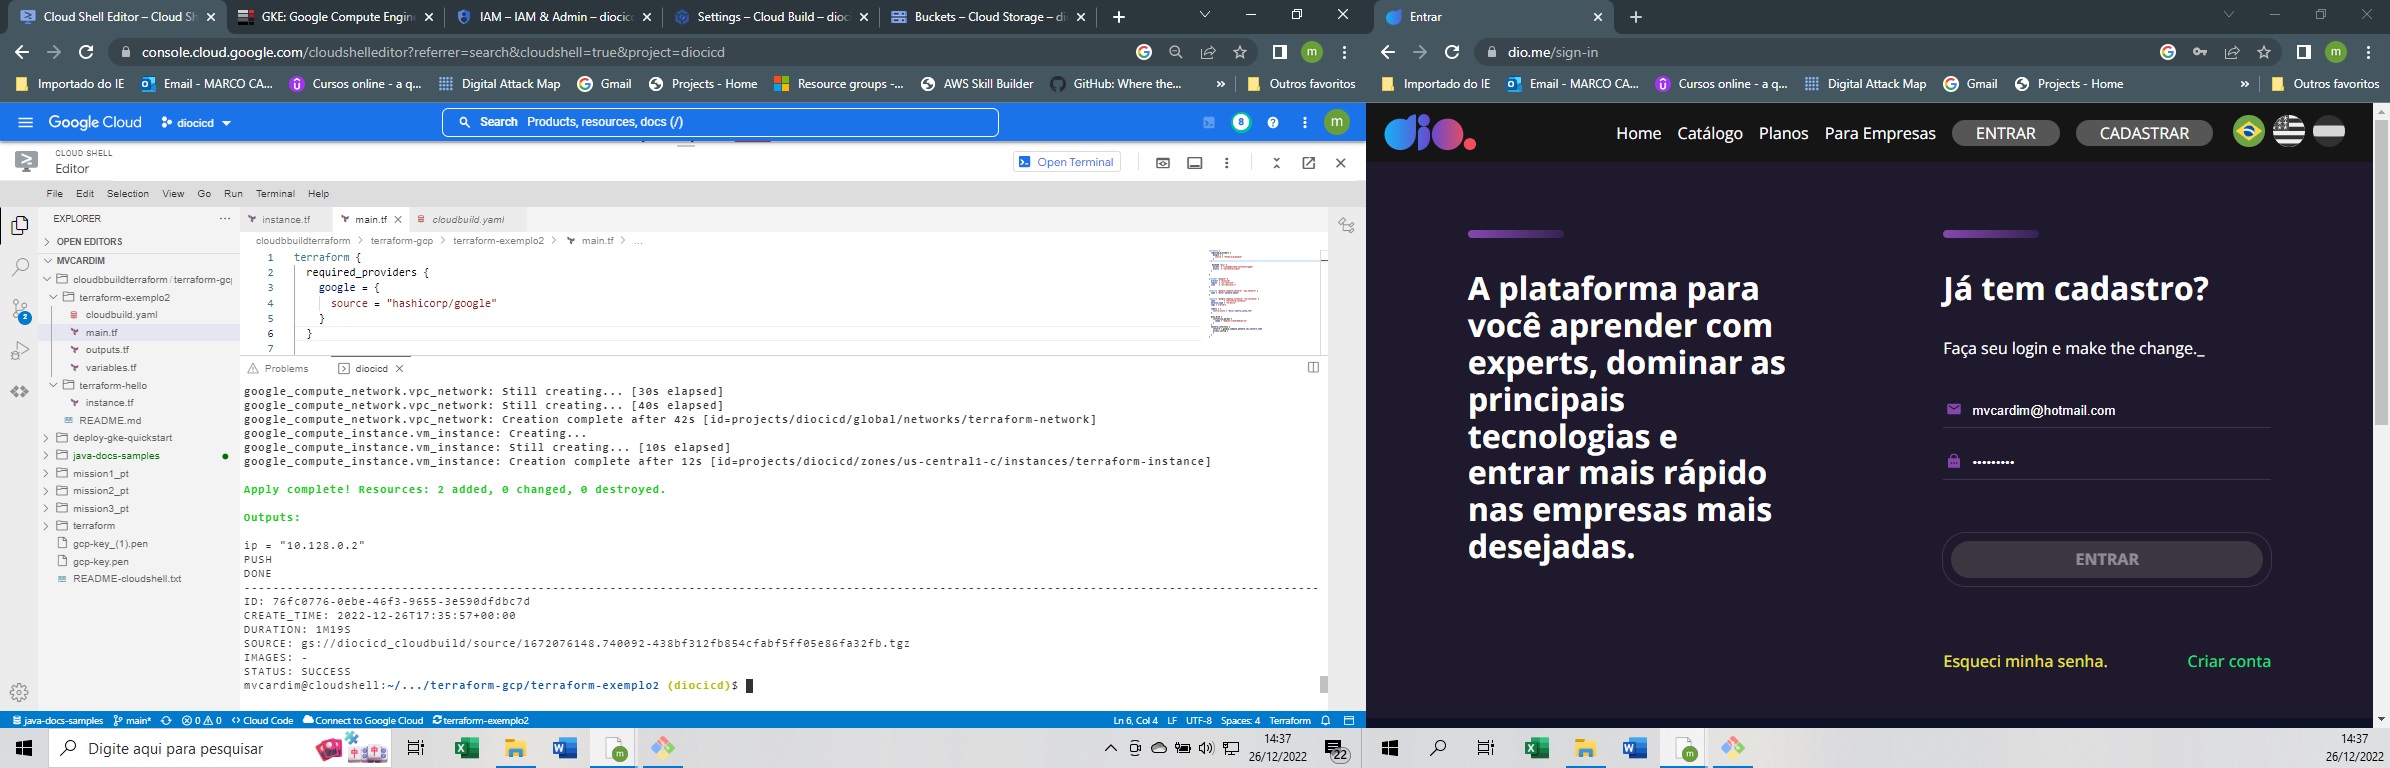 Cloud Shell Editor – Cloud Sh
GKE: Google Compute Engin
IAM – IAM & Admin – diocicd
Settings – Cloud Build – dioci
Buckets – Cloud Storage – di
console.cloud.google.com/cloudshelleditor?referrer=search&cloudshell=true&project=diocicd
m
Importado do IE
Email - MARCO CA...
Cursos online - a q...
Digital Attack Map
Gmail
Projects - Home
Resource groups -...
AWS Skill Builder
GitHub: Where the...
»
Outros favoritos
Google Cloud
diocicd
Search Products, resources, docs (/)
8
m
CLOUD SHELL
Editor
Open Terminal
File Edit Selection View Go Run Terminal Help
EXPLORER
OPEN EDITORS
MVCARDIM
cloudbbuildterraform / terraform-gcp
terraform-exemplo2
cloudbuild.yaml
main.tf
outputs.tf
variables.tf
terraform-hello
instance.tf
README.md
deploy-gke-quickstart
java-docs-samples
mission1_pt
mission2_pt
mission3_pt
terraform
gcp-key_(1).pen
gcp-key.pen
README-cloudshell.txt
2
instance.tf
main.tf
cloudbuild.yaml
cloudbbuildterraform > terraform-gcp > terraform-exemplo2 > main.tf > ...
1 terraform {
2 required_providers {
3 google = {
4 source = "hashicorp/google"
5 }
6 }
7
Problems
diocicd
google_compute_network.vpc_network: Still creating... [30s elapsed]
google_compute_network.vpc_network: Still creating... [40s elapsed]
google_compute_network.vpc_network: Creation complete after 42s [id=projects/diocicd/global/networks/terraform-network]
google_compute_instance.vm_instance: Creating...
google_compute_instance.vm_instance: Still creating... [10s elapsed]
google_compute_instance.vm_instance: Creation complete after 12s [id=projects/diocicd/zones/us-central1-c/instances/terraform-instance]
Apply complete! Resources: 2 added, 0 changed, 0 destroyed.
Outputs:
ip = "10.128.0.2"
PUSH
DONE
ID: 76fc0776-0ebe-46f3-9655-3e590dfdbc7d
CREATE_TIME: 2022-12-26T17:35:57+00:00
DURATION: 1M19S
SOURCE: gs://diocicd_cloudbuild/source/1672076148.740092-438bf312fb854cfabf5ff05e86fa32fb.tgz
IMAGES: -
STATUS: SUCCESS
mvcardim@cloudshell:~/.../terraform-gcp/terraform-exemplo2 (diocicd)$
java-docs-samples main* 0 0 Cloud Code Connect to Google Cloud terraform-exemplo2
Ln 6, Col 4 LF UTF-8 Spaces: 4 Terraform
Digite aqui para pesquisar
14:37
26/12/2022
22
Entrar
dio.me/sign-in
m
Importado do IE
Email - MARCO CA...
Cursos online - a q...
Digital Attack Map
Gmail
Projects - Home
»
Outros favoritos
dio.
Home Catálogo Planos Para Empresas ENTRAR CADASTRAR
A plataforma para
você aprender com
experts, dominar as
principais
tecnologias e
entrar mais rápido
nas empresas mais
desejadas.
Já tem cadastro?
Faça seu login e make the change._
mvcardim@hotmail.com
•••••••••
ENTRAR
Esqueci minha senha.
Criar conta
14:37
26/12/2022